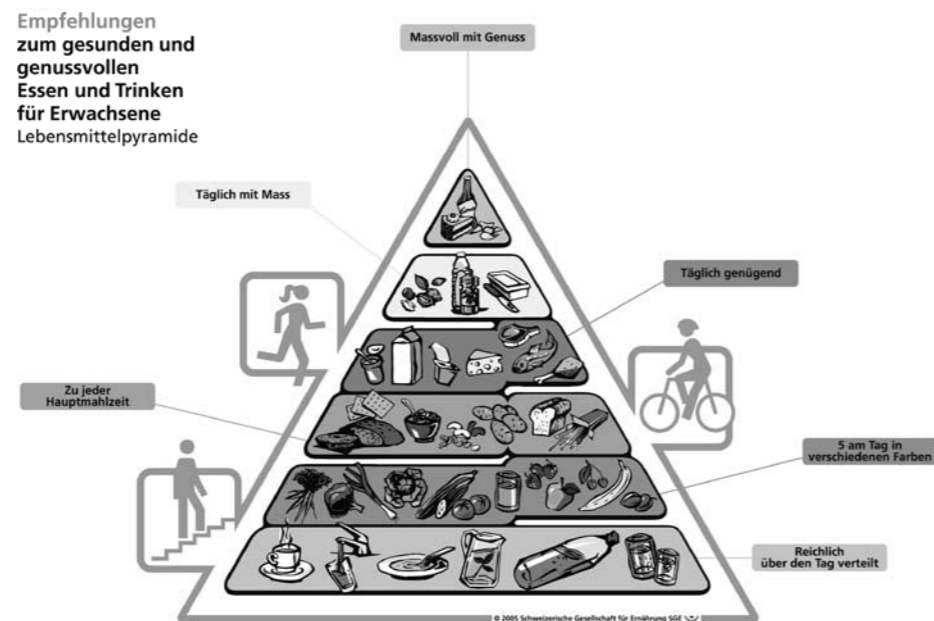 Empfehlungen
zum gesunden und
genussvollen
Essen und Trinken
für Erwachsene
Lebensmittelpyramide
Massvoll mit Genuss
Täglich mit Mass
Täglich genügend
Zu jeder
Hauptmahlzeit
5 am Tag in
verschiedenen Farben
Reichlich
über den Tag verteilt
© 2005 Schweizerische Gesellschaft für Ernährung SGE